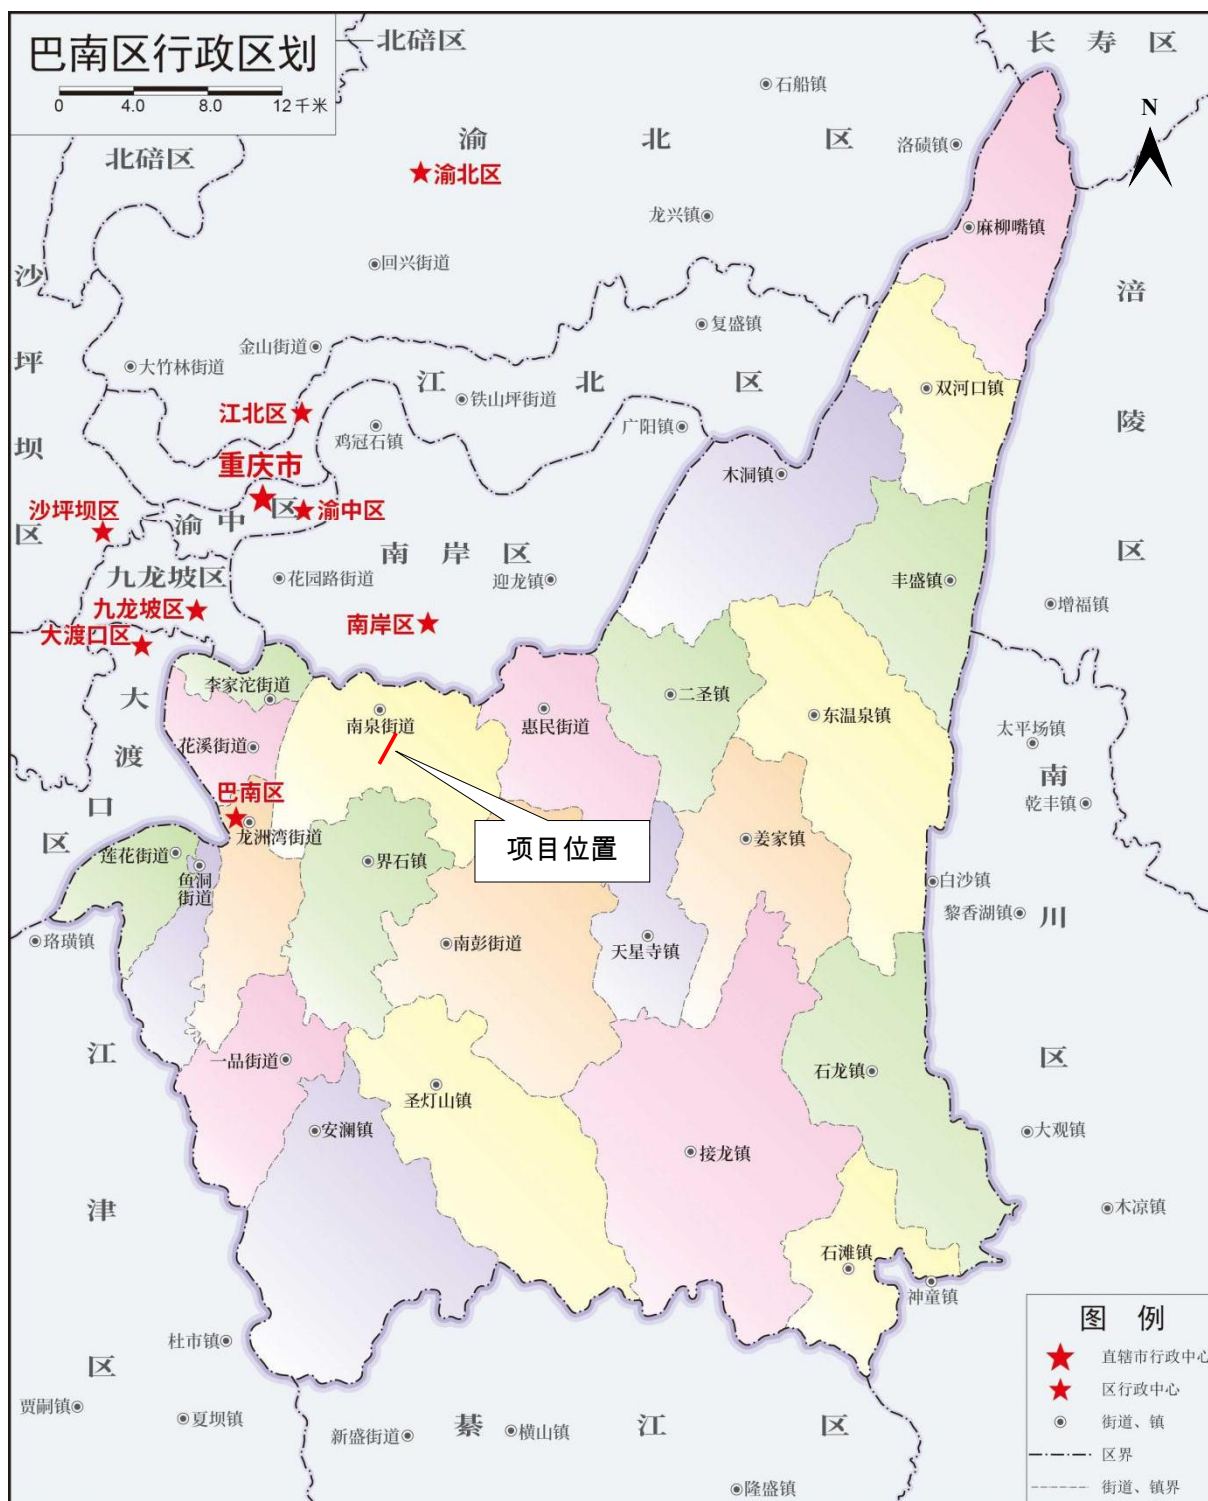 巴南区行政区划
0 4.0 8.0 12千米
北碚区
长寿区
石船镇
N
渝北区
洛碛镇
北碚区
渝北区
龙兴镇
麻柳嘴镇
回兴街道
沙坪坝区
涪陵区
复盛镇
金山街道
大竹林街道
江北区
双河口镇
铁山坪街道
江北区
鸡冠石镇
广阳镇
重庆市
木洞镇
沙坪坝区
渝中区
渝中区
南岸区
九龙坡区
花园路街道
迎龙镇
丰盛镇
九龙坡区
增福镇
南岸区
大渡口区
李家沱街道
二圣镇
大渡口区
南泉街道
惠民街道
东温泉镇
太平场镇
花溪街道
南川区
巴南区
乾丰镇
龙洲湾街道
项目位置
姜家镇
莲花街道
界石镇
鱼洞
街道
白沙镇
黎香湖镇
珞璜镇
南彭街道
天星寺镇
江津区
一品街道
石龙镇
圣灯山镇
安澜镇
大观镇
接龙镇
木凉镇
石滩镇
神童镇
杜市镇
图例
直辖市行政中心
区行政中心
街道、镇
区界
街道、镇界
贾嗣镇
夏坝镇
新盛街道
綦江区
横山镇
隆盛镇